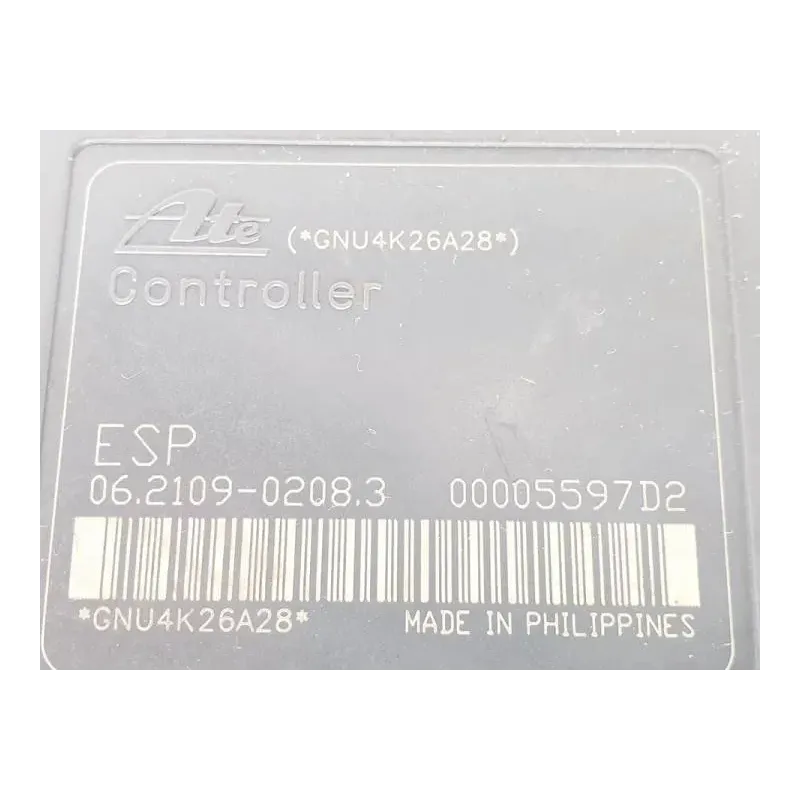 Ate (*GNU4K26A28*)
Controller
ESP
06.2109-0208.3 00005597D2
*GNU4K26A28* MADE IN PHILIPPINES